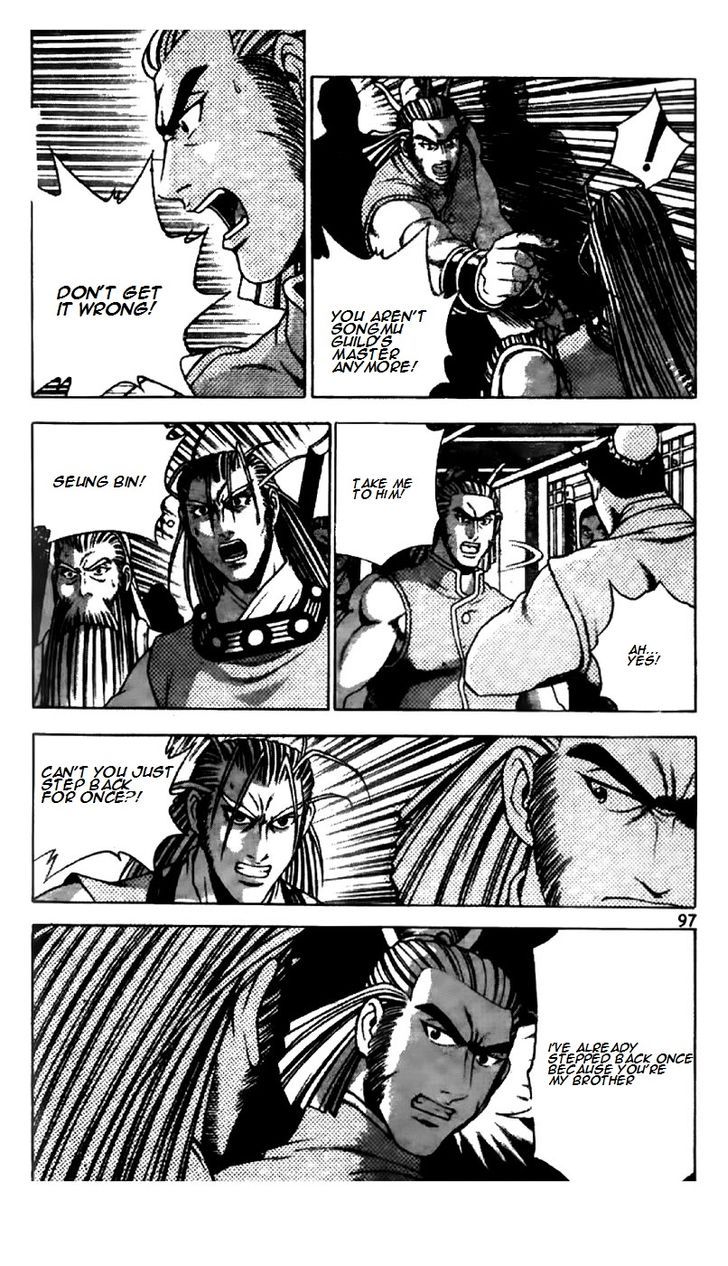 DON'T GET
IT WRONG!
YOU AREN'T
SONGMU
GUILD'S
MASTER
ANYMORE!
!
SEUNG BIN!
TAKE ME
TO HIM!
AH...
YES!
CAN'T YOU JUST
STEP BACK
FOR ONCE?!
97
I'VE ALREADY
STEPPED BACK ONCE
BECAUSE YOU'RE
MY BROTHER